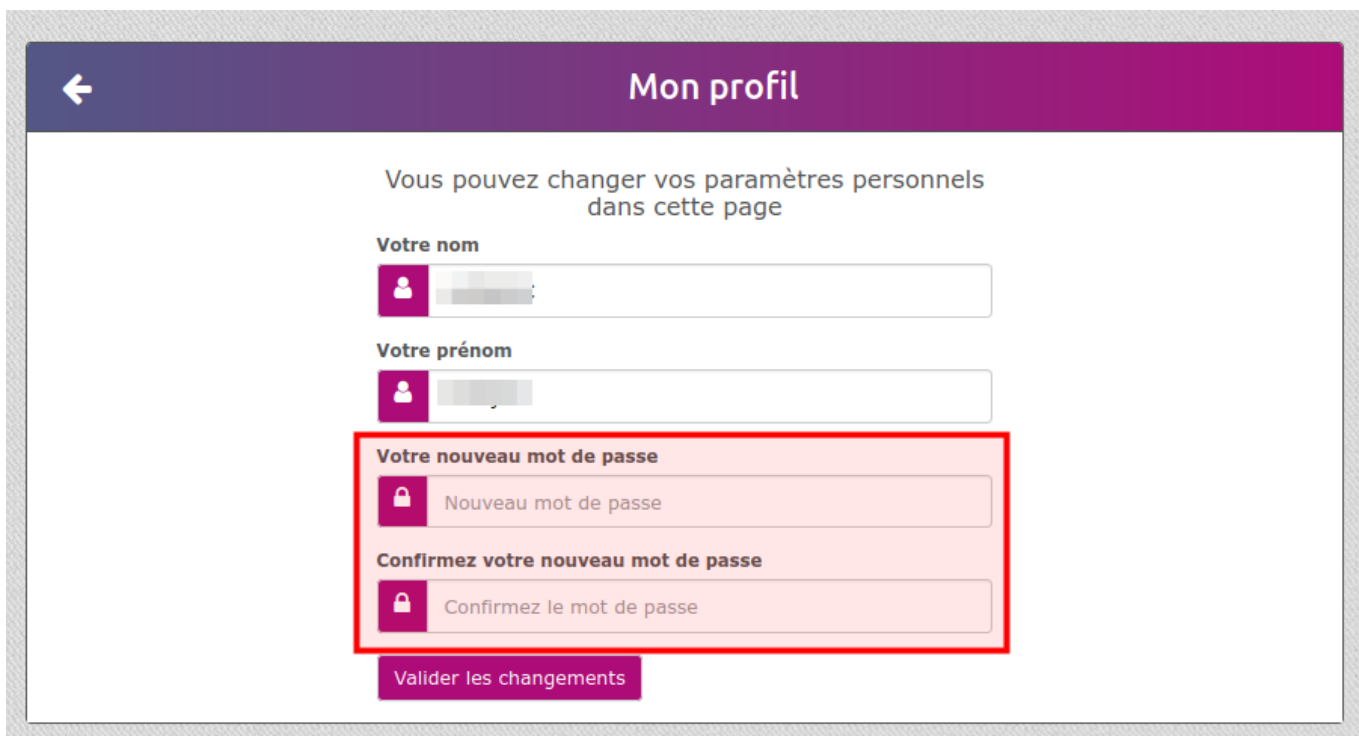 Mon profil
Vous pouvez changer vos paramètres personnels
dans cette page
Votre nom
Votre prénom
Votre nouveau mot de passe
Nouveau mot de passe
Confirmez votre nouveau mot de passe
Confirmez le mot de passe
Valider les changements